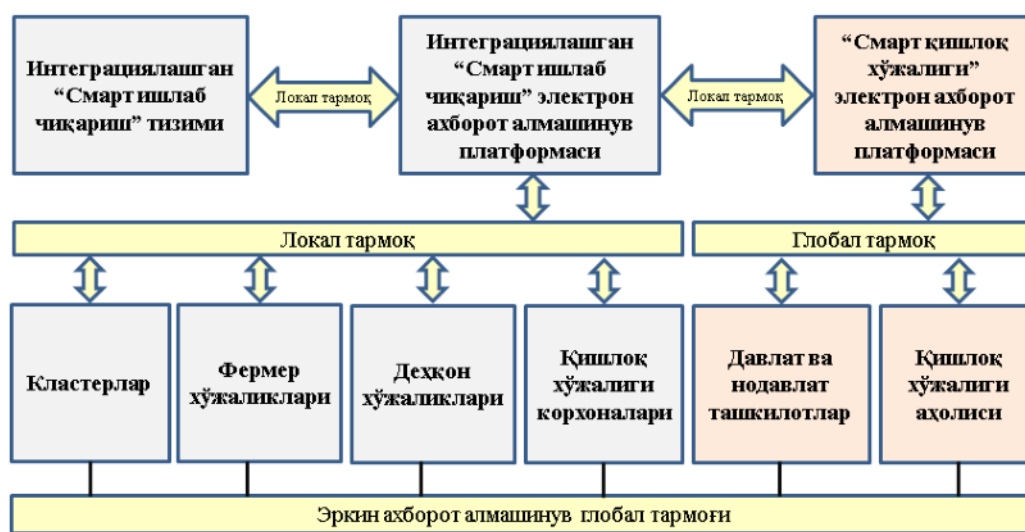 Интеграциялашган
“Смарт ишлаб
чиқариш” тизими
Локал тармоқ
Интеграциялашган
“Смарт ишлаб
чиқариш” электрон
ахборот алмашинув
платформаси
Локал тармоқ
“Смарт қишлоқ
хўжалиги”
электрон ахборот
алмашинув
платформаси
Локал тармоқ
Глобал тармоқ
Кластерлар
Фермер
хўжаликлари
Деҳқон
хўжаликлари
Қишлоқ
хўжалиги
корхоналари
Давлат ва
нодавлат
ташкилотлар
Қишлоқ
хўжалиги
аҳолиси
Эркин ахборот алмашинув глобал тармоғи